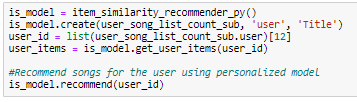 is_model = item_similarity_recommender_py()
is_model.create(user_song_list_count_sub, 'user', 'Title')
user_id = list(user_song_list_count_sub.user)[12]
user_items = is_model.get_user_items(user_id)
#Recommend songs for the user using personalized model
is_model.recommend(user_id)